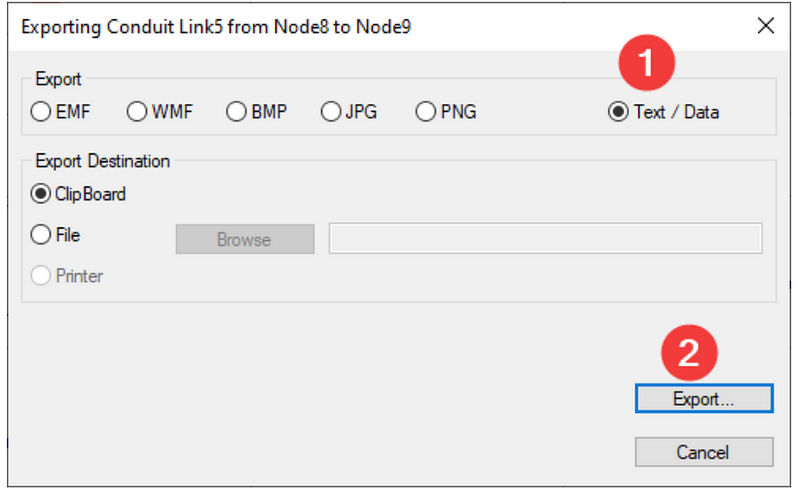 Exporting Conduit Link5 from Node8 to Node9
1
Export
EMF WMF BMP JPG PNG Text / Data
Export Destination
ClipBoard
File Browse
Printer
2
Export...
Cancel